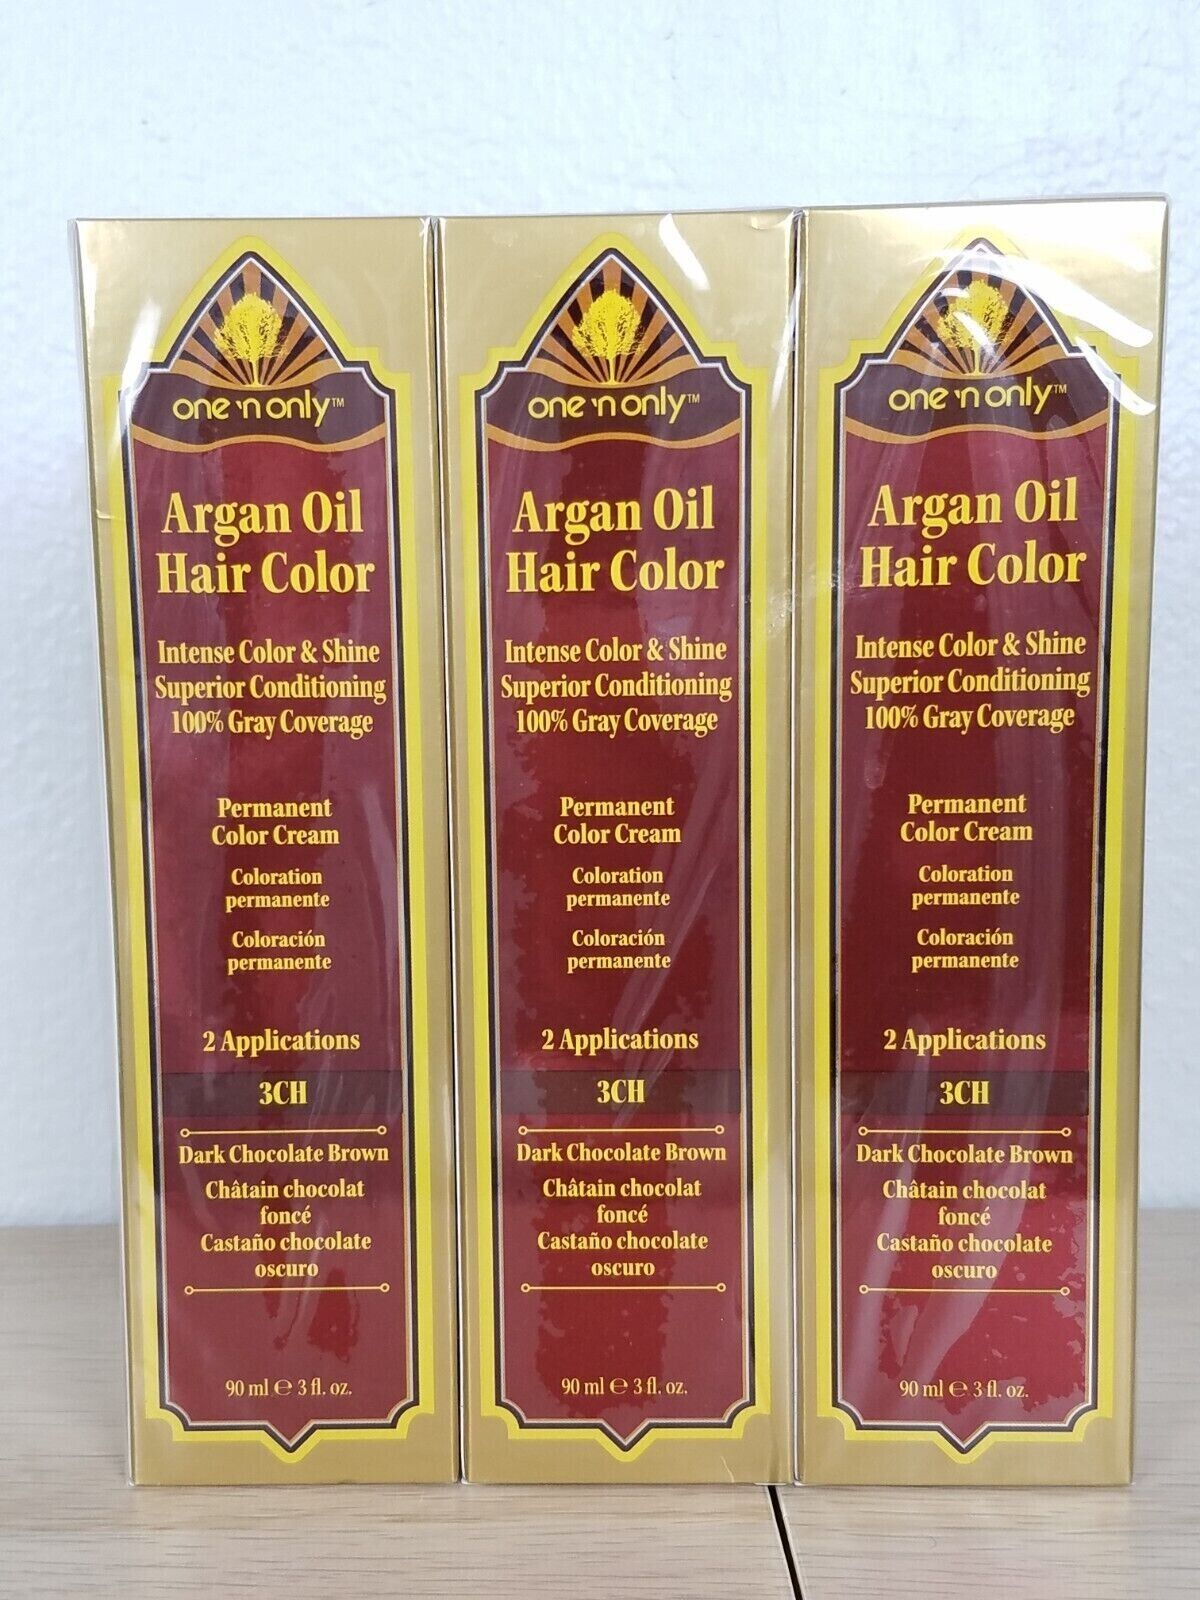 one 'n only™
Argan Oil
Hair Color
Intense Color & Shine
Superior Conditioning
100% Gray Coverage
Permanent
Color Cream
Coloration
permanente
Coloración
permanente
2 Applications
3CH
Dark Chocolate Brown
Châtain chocolat
foncé
Castaño chocolate
oscuro
90 ml ℮ 3 fl. oz.
one 'n only™
Argan Oil
Hair Color
Intense Color & Shine
Superior Conditioning
100% Gray Coverage
Permanent
Color Cream
Coloration
permanente
Coloración
permanente
2 Applications
3CH
Dark Chocolate Brown
Châtain chocolat
foncé
Castaño chocolate
oscuro
90 ml ℮ 3 fl. oz.
one 'n only™
Argan Oil
Hair Color
Intense Color & Shine
Superior Conditioning
100% Gray Coverage
Permanent
Color Cream
Coloration
permanente
Coloración
permanente
2 Applications
3CH
Dark Chocolate Brown
Châtain chocolat
foncé
Castaño chocolate
oscuro
90 ml ℮ 3 fl. oz.